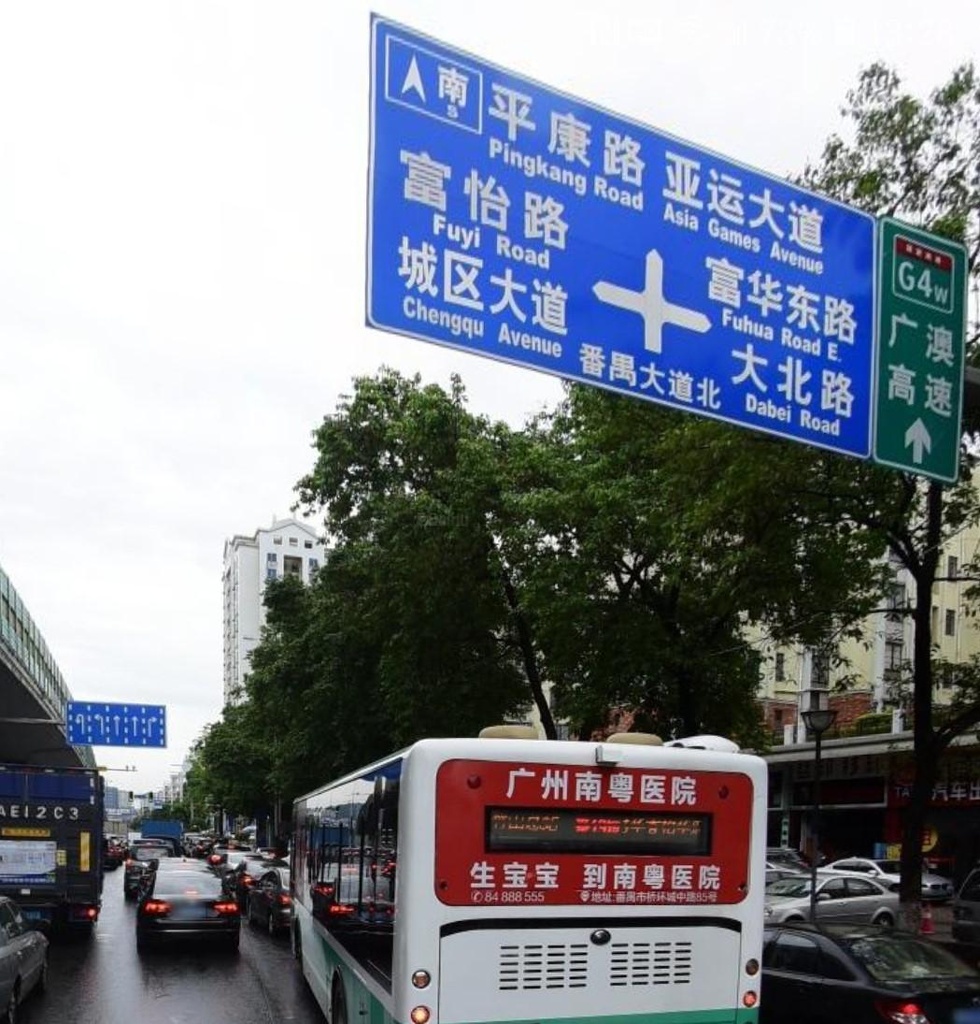 南
S
平康路
Pingkang Road
亚运大道
Asia Games Avenue
富怡路
Fuyi Road
富华东路
Fuhua Road E.
城区大道
Chengqu Avenue
番禺大道北
大北路
Dabei Road
G4W
广澳
高速
AE12C3
广州南粤医院
生宝宝 到南粤医院
84 888 555 地址:番禺市桥环城中路85号
汽车